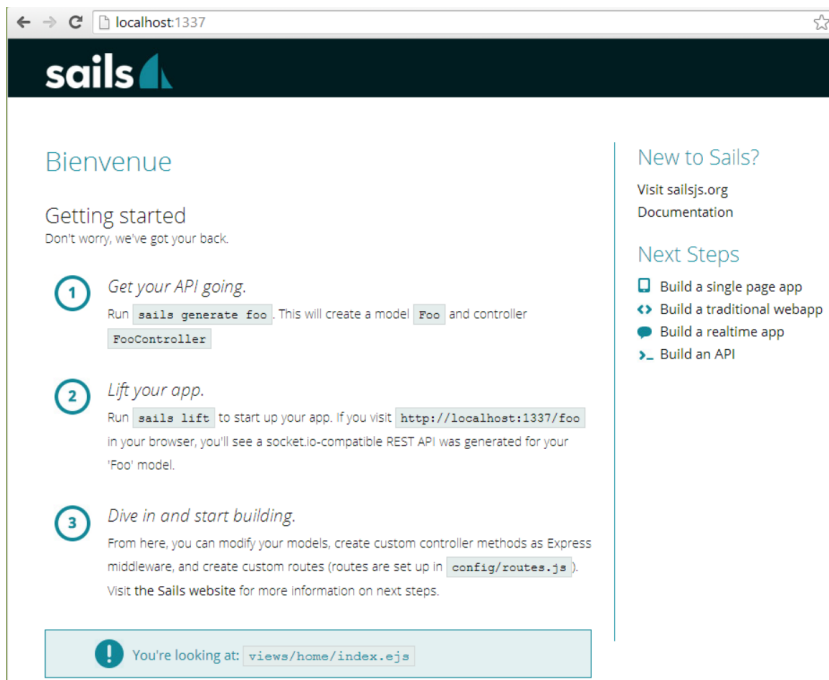 localhost:1337
sails
Bienvenue
Getting started
Don't worry, we've got your back.
1
Get your API going.
Run sails generate foo . This will create a model Foo and controller
FooController
2
Lift your app.
Run sails lift to start up your app. If you visit http://localhost:1337/foo
in your browser, you'll see a socket.io-compatible REST API was generated for your
'Foo' model.
3
Dive in and start building.
From here, you can modify your models, create custom controller methods as Express
middleware, and create custom routes (routes are set up in config/routes.js ).
Visit the Sails website for more information on next steps.
! You're looking at: views/home/index.ejs
New to Sails?
Visit sailsjs.org
Documentation
Next Steps
Build a single page app
Build a traditional webapp
Build a realtime app
Build an API